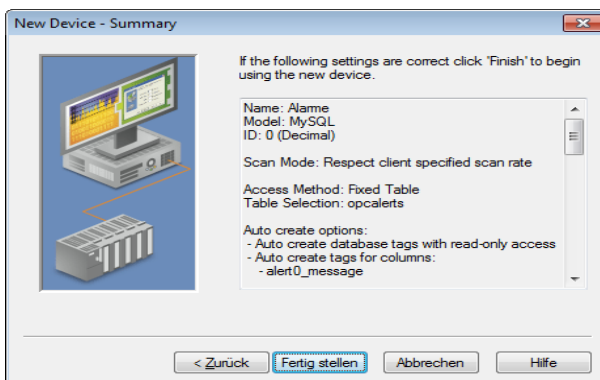 New Device - Summary
If the following settings are correct click 'Finish' to begin
using the new device.
Name: Alarme
Model: MySQL
ID: 0 (Decimal)
Scan Mode: Respect client specified scan rate
Access Method: Fixed Table
Table Selection: opcalerts
Auto create options:
- Auto create database tags with read-only access
- Auto create tags for columns:
- alert0_message
< Zurück
Fertig stellen
Abbrechen
Hilfe